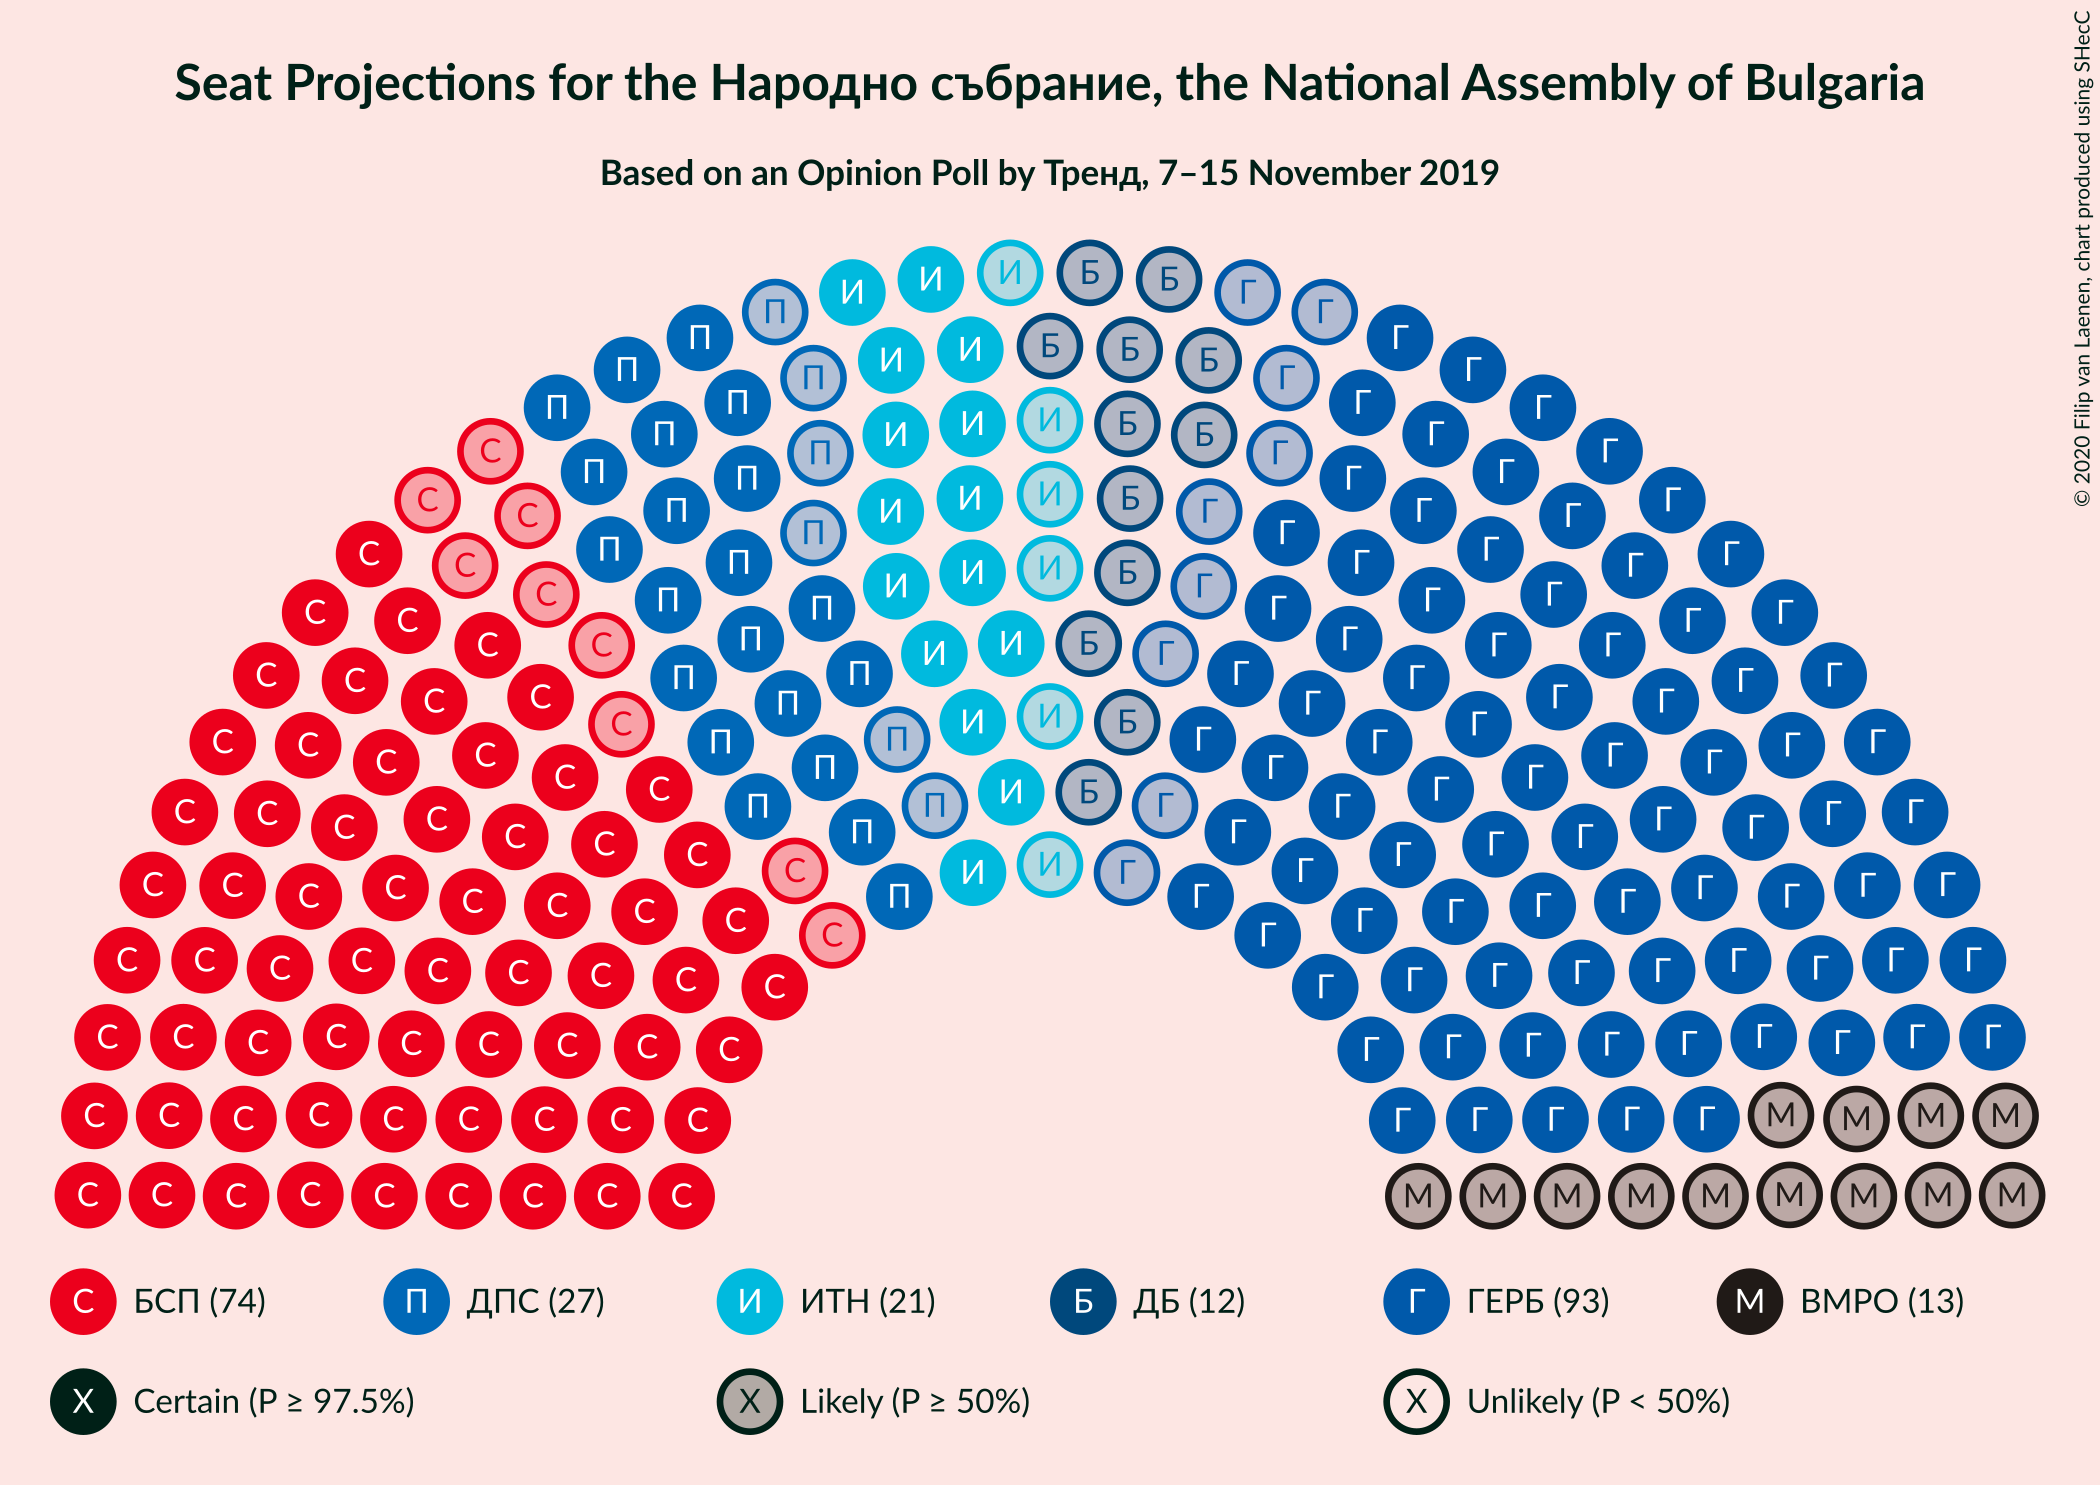 Seat Projections for the Народно събрание, the National Assembly of Bulgaria
Based on an Opinion Poll by Тренд, 7–15 November 2019
© 2020 Filip van Laenen, chart produced using SHecC
С БСП (74) П ДПС (27) И ИТН (21) Б ДБ (12) Г ГЕРБ (93) М ВМРО (13)
X Certain (P ≥ 97.5%) X Likely (P ≥ 50%) X Unlikely (P < 50%)